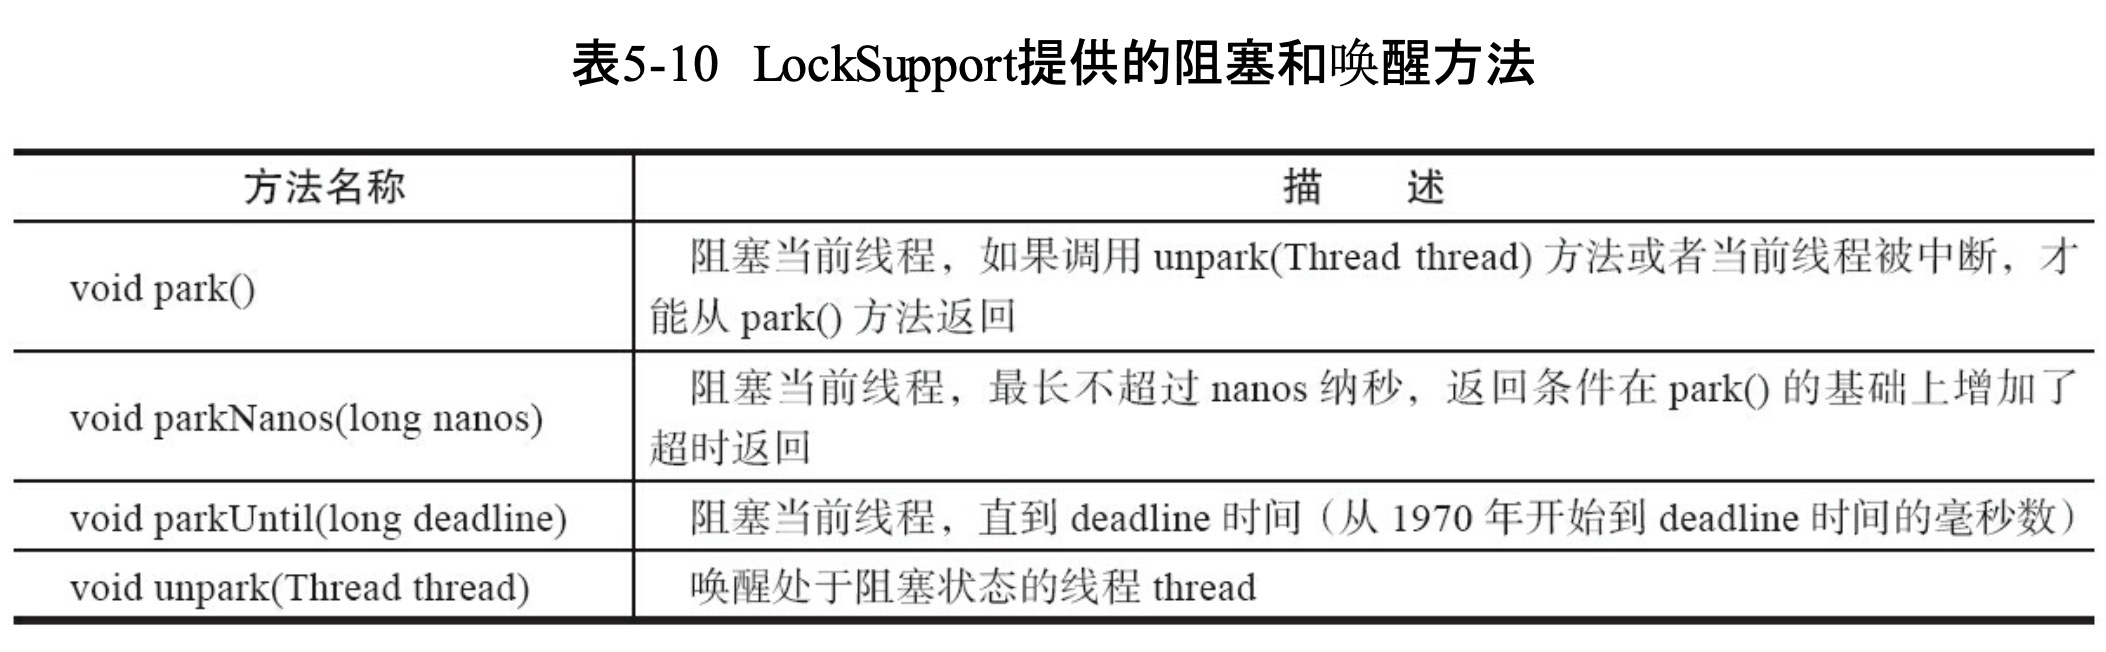 表5-10 LockSupport提供的阻塞和唤醒方法
方法名称 描 述
void park() 阻塞当前线程，如果调用 unpark(Thread thread) 方法或者当前线程被中断，才
能从 park() 方法返回
void parkNanos(long nanos) 阻塞当前线程，最长不超过 nanos 纳秒，返回条件在 park() 的基础上增加了
超时返回
void parkUntil(long deadline) 阻塞当前线程，直到 deadline 时间（从 1970 年开始到 deadline 时间的毫秒数）
void unpark(Thread thread) 唤醒处于阻塞状态的线程 thread